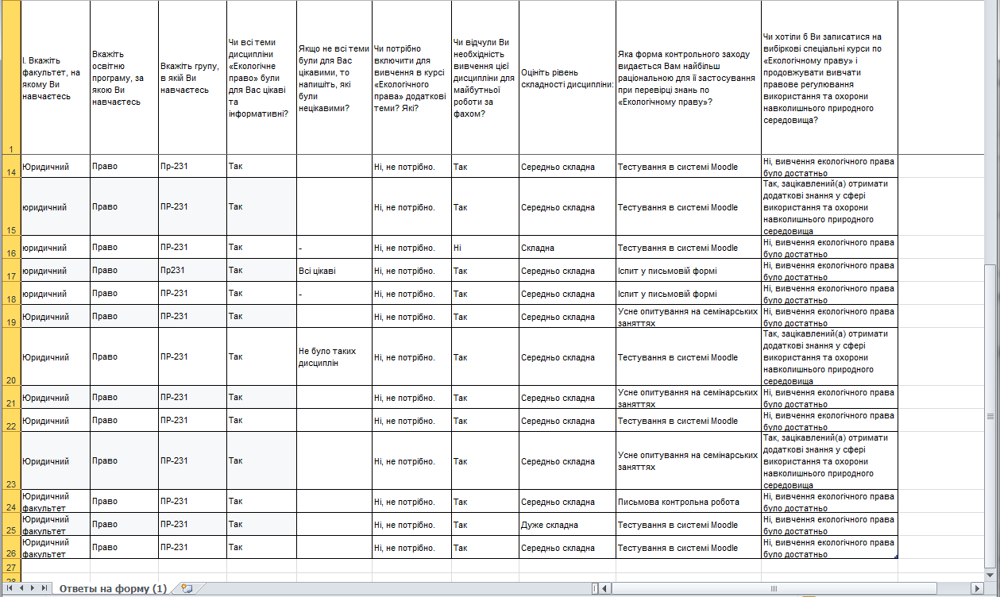 І. Вкажіть
факультет, на
якому Ви
навчаєтесь
Вкажіть
освітню
програму, за
якою Ви
навчаєтесь
Вкажіть групу,
в якій Ви
навчаєтесь
Чи всі теми
дисципліни
«Екологічне
право» були
для Вас цікаві
та
інформативні?
Якщо не всі теми
були для Вас
цікавими, то
напишіть, які
були
нецікавими?
Чи потрібно
включити для
вивчення в курсі
«Екологічного
права» додаткові
теми? Які?
Чи відчули Ви
необхідність
вивчення цієї
дисципліни для
майбутньої
роботи за
фахом?
Оцініть рівень
складності дисципліни:
Яка форма контрольного заходу
видається Вам найбільш
раціональною для її застосування
при перевірці знань по
«Екологічному праву»?
Чи хотіли б Ви записатися на
вибіркові спеціальні курси по
«Екологічному праву» і
продовжувати вивчати
правове регулювання
використання та охорони
навколишнього природного
середовища?
1
14 Юридичний Право Пр-231 Так Ні, не потрібно. Так Середньо складна Тестування в системі Moodle Ні, вивчення екологічного права
було достатньо
15 юридичний Право ПР-231 Так Ні, не потрібно. Так Середньо складна Тестування в системі Moodle Так, зацікавлений(а) отримати
додаткові знання у сфері
використання та охорони
навколишнього природного
середовища
16 юридичний Право ПР-231 Так - Ні, не потрібно. Ні Складна Тестування в системі Moodle Ні, вивчення екологічного права
було достатньо
17 юридичний Право Пр231 Так Всі цікаві Ні, не потрібно. Так Середньо складна Іспит у письмовій формі Ні, вивчення екологічного права
було достатньо
18 юридичний Право ПР-231 Так - Ні, не потрібно. Так Середньо складна Іспит у письмовій формі Ні, вивчення екологічного права
було достатньо
19 Юридичний Право ПР-231 Так Ні, не потрібно. Так Середньо складна Усне опитування на семінарських
заняттях
Ні, вивчення екологічного права
було достатньо
20 Юридичний Право ПР-231 Так Не було таких
дисциплін
Ні, не потрібно. Так Середньо складна Тестування в системі Moodle Так, зацікавлений(а) отримати
додаткові знання у сфері
використання та охорони
навколишнього природного
середовища
21 Юридичний Право ПР-231 Так Ні, не потрібно. Так Середньо складна Усне опитування на семінарських
заняттях
Ні, вивчення екологічного права
було достатньо
22 Юридичний Право ПР-231 Так Ні, не потрібно. Так Середньо складна Тестування в системі Moodle Ні, вивчення екологічного права
було достатньо
23 Юридичний Право ПР-231 Так Ні, не потрібно. Так Середньо складна Усне опитування на семінарських
заняттях
Так, зацікавлений(а) отримати
додаткові знання у сфері
використання та охорони
навколишнього природного
середовища
24 Юридичний
факультет
Право ПР-231 Так Ні, не потрібно. Так Середньо складна Письмова контрольна робота Ні, вивчення екологічного права
було достатньо
25 Юридичний
факультет
Право ПР-231 Так Ні, не потрібно. Так Дуже складна Тестування в системі Moodle Ні, вивчення екологічного права
було достатньо
26 Юридичний
факультет
Право ПР-231 Так Ні, не потрібно. Так Середньо складна Тестування в системі Moodle Ні, вивчення екологічного права
було достатньо
27
28
Ответы на форму (1)